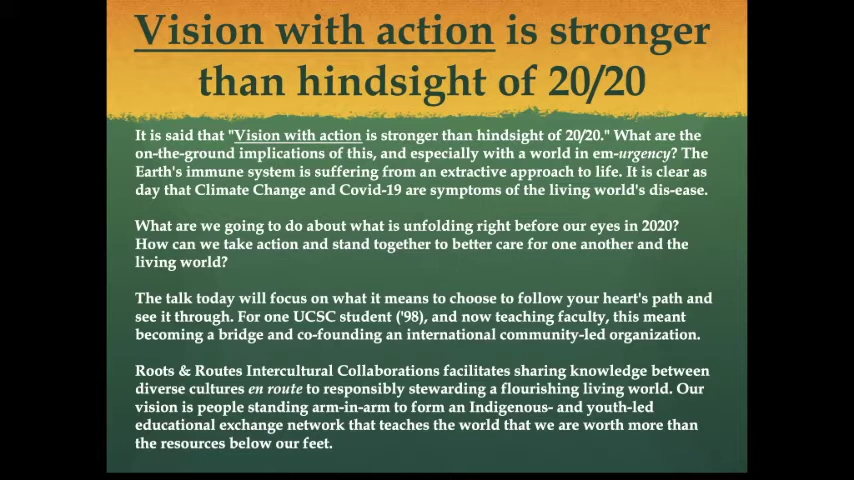 Vision with action is stronger
than hindsight of 20/20
It is said that "Vision with action is stronger than hindsight of 20/20." What are the
on-the-ground implications of this, and especially with a world in em-urgency? The
Earth's immune system is suffering from an extractive approach to life. It is clear as
day that Climate Change and Covid-19 are symptoms of the living world's dis-ease.
What are we going to do about what is unfolding right before our eyes in 2020?
How can we take action and stand together to better care for one another and the
living world?
The talk today will focus on what it means to choose to follow your heart's path and
see it through. For one UCSC student ('98), and now teaching faculty, this meant
becoming a bridge and co-founding an international community-led organization.
Roots & Routes Intercultural Collaborations facilitates sharing knowledge between
diverse cultures en route to responsibly stewarding a flourishing living world. Our
vision is people standing arm-in-arm to form an Indigenous- and youth-led
educational exchange network that teaches the world that we are worth more than
the resources below our feet.